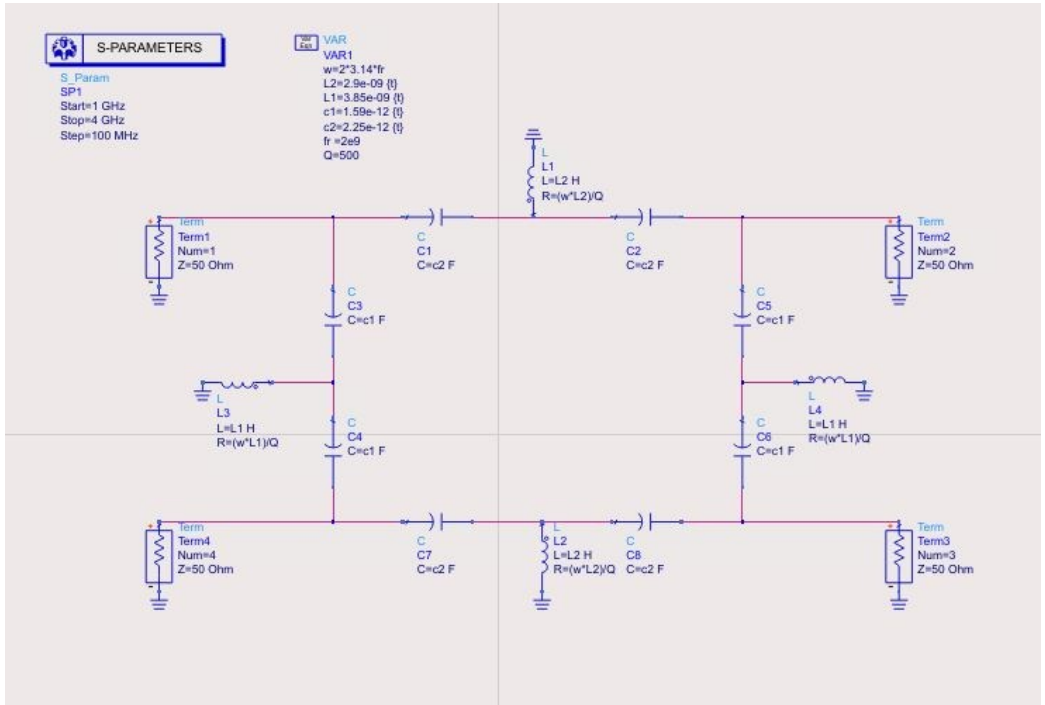 S-PARAMETERS
S_Param
SP1
Start=1 GHz
Stop=4 GHz
Step=100 MHz
Var
Eqn
VAR
VAR1
w=2*3.14*fr
L2=2.9e-09 {t}
L1=3.85e-09 {t}
c1=1.59e-12 {t}
c2=2.25e-12 {t}
fr =2e9
Q=500
L
L1
L=L2 H
R=(w*L2)/Q
Term
Term1
Num=1
Z=50 Ohm
C
C1
C=c2 F
C
C2
C=c2 F
Term
Term2
Num=2
Z=50 Ohm
C
C3
C=c1 F
C
C5
C=c1 F
L
L3
L=L1 H
R=(w*L1)/Q
C
C4
C=c1 F
C
C6
C=c1 F
L
L4
L=L1 H
R=(w*L1)/Q
Term
Term4
Num=4
Z=50 Ohm
C
C7
C=c2 F
L
L2
L=L2 H
R=(w*L2)/Q
C
C8
C=c2 F
Term
Term3
Num=3
Z=50 Ohm